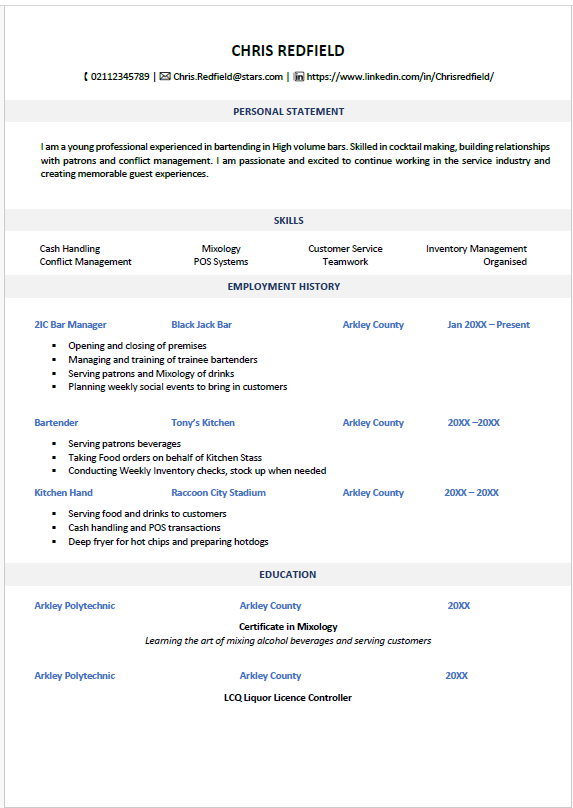 CHRIS REDFIELD
02112345789 | Chris.Redfield@stars.com | in https://www.linkedin.com/in/Chrisredfield/
PERSONAL STATEMENT
I am a young professional experienced in bartending in High volume bars. Skilled in cocktail making, building relationships
with patrons and conflict management. I am passionate and excited to continue working in the service industry and
creating memorable guest experiences.
SKILLS
Cash Handling Mixology Customer Service Inventory Management
Conflict Management POS Systems Teamwork Organised
EMPLOYMENT HISTORY
2IC Bar Manager Black Jack Bar Arkley County Jan 20XX – Present
▪ Opening and closing of premises
▪ Managing and training of trainee bartenders
▪ Serving patrons and Mixology of drinks
▪ Planning weekly social events to bring in customers
Bartender Tony's Kitchen Arkley County 20XX –20XX
▪ Serving patrons beverages
▪ Taking Food orders on behalf of Kitchen Stass
▪ Conducting Weekly Inventory checks, stock up when needed
Kitchen Hand Raccoon City Stadium Arkley County 20XX – 20XX
▪ Serving food and drinks to customers
▪ Cash handling and POS transactions
▪ Deep fryer for hot chips and preparing hotdogs
EDUCATION
Arkley Polytechnic Arkley County 20XX
Certificate in Mixology
Learning the art of mixing alcohol beverages and serving customers
Arkley Polytechnic Arkley County 20XX
LCQ Liquor Licence Controller